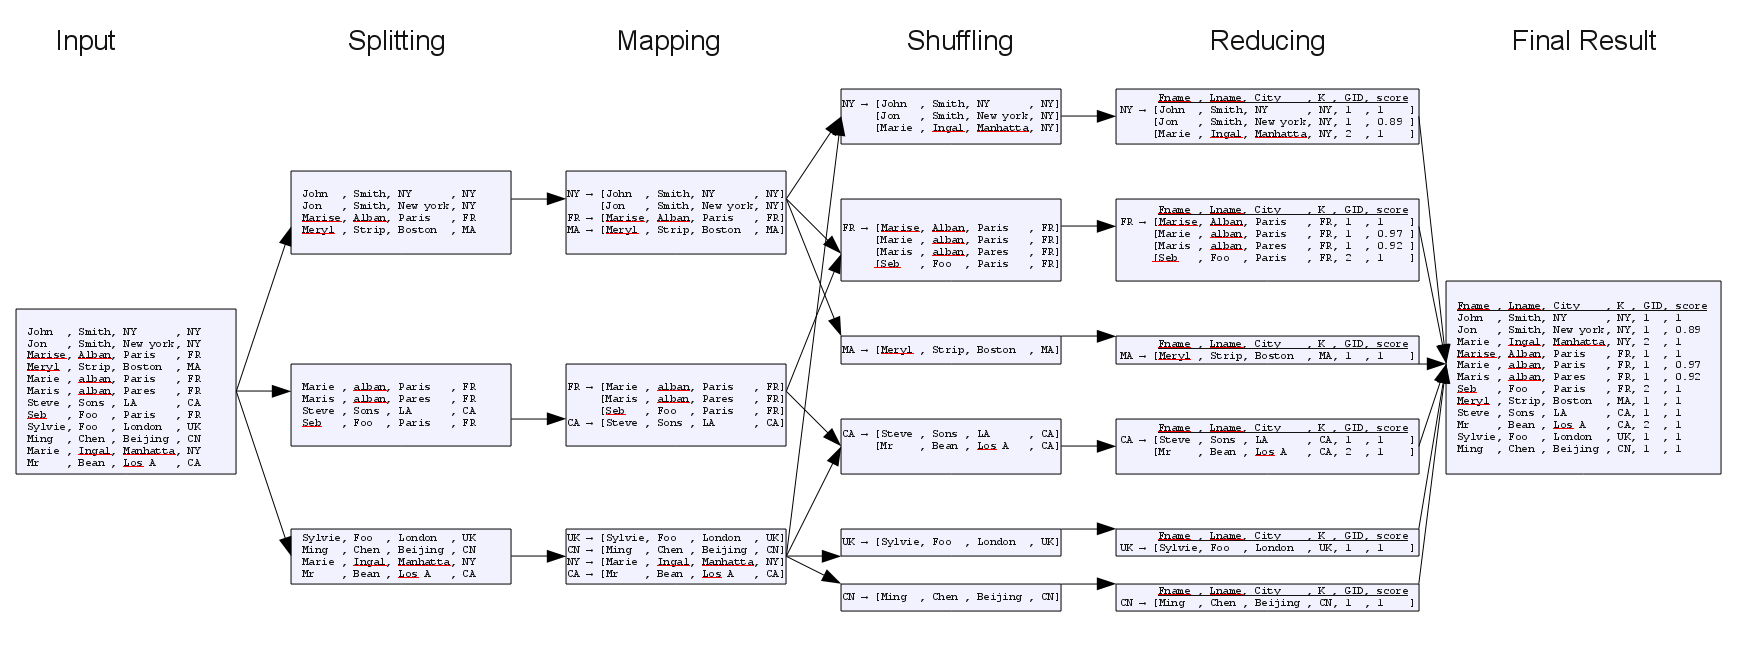 Input Splitting Mapping Shuffling Reducing Final Result
John , Smith, NY , NY
Jon , Smith, New york, NY
Marise, Alban, Paris , FR
Meryl , Strip, Boston , MA
Marie , alban, Paris , FR
Maris , alban, Pares , FR
Steve , Sons , LA , CA
Seb , Foo , Paris , FR
Sylvie, Foo , London , UK
Ming , Chen , Beijing , CN
Marie , Ingal, Manhatta, NY
Mr , Bean , Los A , CA
John , Smith, NY , NY
Jon , Smith, New york, NY
Marise, Alban, Paris , FR
Meryl , Strip, Boston , MA
Marie , alban, Paris , FR
Maris , alban, Pares , FR
Steve , Sons , LA , CA
Seb , Foo , Paris , FR
Sylvie, Foo , London , UK
Ming , Chen , Beijing , CN
Marie , Ingal, Manhatta, NY
Mr , Bean , Los A , CA
NY → [John , Smith, NY , NY]
[Jon , Smith, New york, NY]
FR → [Marise, Alban, Paris , FR]
MA → [Meryl , Strip, Boston , MA]
FR → [Marie , alban, Paris , FR]
[Maris , alban, Pares , FR]
[Seb , Foo , Paris , FR]
CA → [Steve , Sons , LA , CA]
UK → [Sylvie, Foo , London , UK]
CN → [Ming , Chen , Beijing , CN]
NY → [Marie , Ingal, Manhatta, NY]
CA → [Mr , Bean , Los A , CA]
NY → [John , Smith, NY , NY]
[Jon , Smith, New york, NY]
[Marie , Ingal, Manhatta, NY]
FR → [Marise, Alban, Paris , FR]
[Marie , alban, Paris , FR]
[Maris , alban, Pares , FR]
[Seb , Foo , Paris , FR]
MA → [Meryl , Strip, Boston , MA]
CA → [Steve , Sons , LA , CA]
[Mr , Bean , Los A , CA]
UK → [Sylvie, Foo , London , UK]
CN → [Ming , Chen , Beijing , CN]
Fname , Lname, City , K , GID, score
NY → [John , Smith, NY , NY, 1 , 1 ]
[Jon , Smith, New york, NY, 1 , 0.89 ]
[Marie , Ingal, Manhatta, NY, 2 , 1 ]
Fname , Lname, City , K , GID, score
FR → [Marise, Alban, Paris , FR, 1 , 1 ]
[Marie , alban, Paris , FR, 1 , 0.97 ]
[Maris , alban, Pares , FR, 1 , 0.92 ]
[Seb , Foo , Paris , FR, 2 , 1 ]
Fname , Lname, City , K , GID, score
MA → [Meryl , Strip, Boston , MA, 1 , 1 ]
Fname , Lname, City , K , GID, score
CA → [Steve , Sons , LA , CA, 1 , 1 ]
[Mr , Bean , Los A , CA, 2 , 1 ]
Fname , Lname, City , K , GID, score
UK → [Sylvie, Foo , London , UK, 1 , 1 ]
Fname , Lname, City , K , GID, score
CN → [Ming , Chen , Beijing , CN, 1 , 1 ]
Fname , Lname, City , K , GID, score
John , Smith, NY , NY, 1 , 1
Jon , Smith, New york, NY, 1 , 0.89
Marie , Ingal, Manhatta, NY, 2 , 1
Marise, Alban, Paris , FR, 1 , 1
Marie , alban, Paris , FR, 1 , 0.97
Maris , alban, Pares , FR, 1 , 0.92
Seb , Foo , Paris , FR, 2 , 1
Meryl , Strip, Boston , MA, 1 , 1
Steve , Sons , LA , CA, 1 , 1
Mr , Bean , Los A , CA, 2 , 1
Sylvie, Foo , London , UK, 1 , 1
Ming , Chen , Beijing , CN, 1 , 1